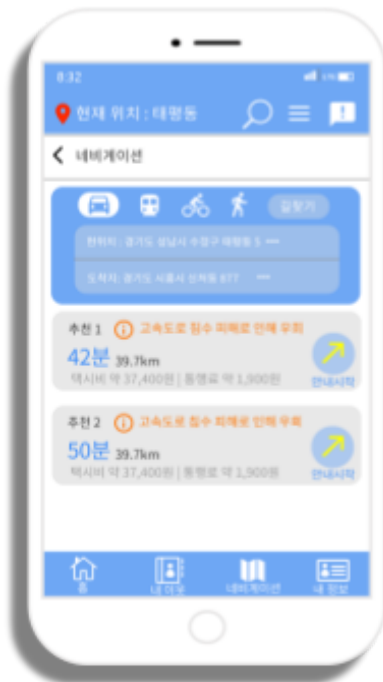 8:32
현재 위치 : 태평동
네비게이션
길찾기
현위치 : 경기도 성남시 수정구 태평동 5
도착지: 경기도 시흥시 신천동 877
추천 1 고속도로 침수 피해로 인해 우회
42분 39.7km
택시비 약 37,400원 | 통행료 약 1,900원
안내시작
추천 2 고속도로 침수 피해로 인해 우회
50분 39.7km
택시비 약 37,400원 | 통행료 약 1,900원
안내시작
홈
내 이웃
네비게이션
내 정보